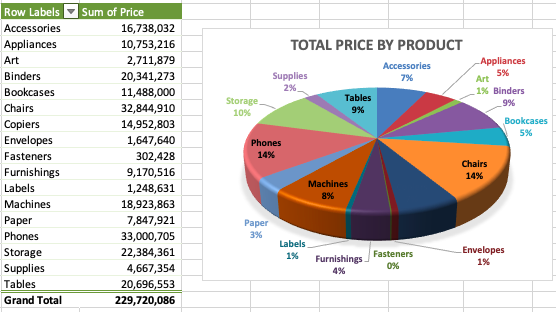 Row Labels Sum of Price
Accessories 16,738,032
Appliances 10,753,216
Art 2,711,879
Binders 20,341,273
Bookcases 11,488,000
Chairs 32,844,910
Copiers 14,952,803
Envelopes 1,647,640
Fasteners 302,428
Furnishings 9,170,516
Labels 1,248,631
Machines 18,923,863
Paper 7,847,921
Phones 33,000,705
Storage 22,384,361
Supplies 4,667,354
Tables 20,696,553
Grand Total 229,720,086
TOTAL PRICE BY PRODUCT
Accessories
7%
Appliances
5%
Art
1%
Binders
9%
Bookcases
5%
Chairs
14%
Envelopes
1%
Fasteners
0%
Furnishings
4%
Labels
1%
Machines
8%
Paper
3%
Phones
14%
Storage
10%
Supplies
2%
Tables
9%